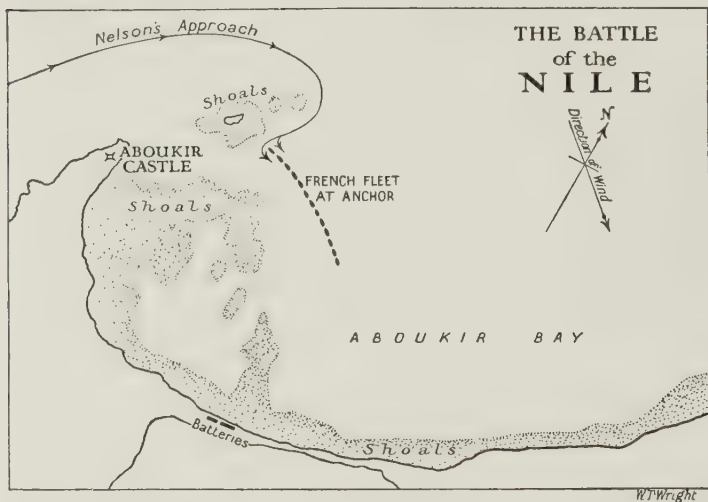 Nelson's Approach
THE BATTLE
of the
NILE
Shoals
N
Direction of Wind
ABOUKIR
CASTLE
FRENCH FLEET
AT ANCHOR
Shoals
ABOUKIR BAY
Batteries
Shoals
W.T.Wright